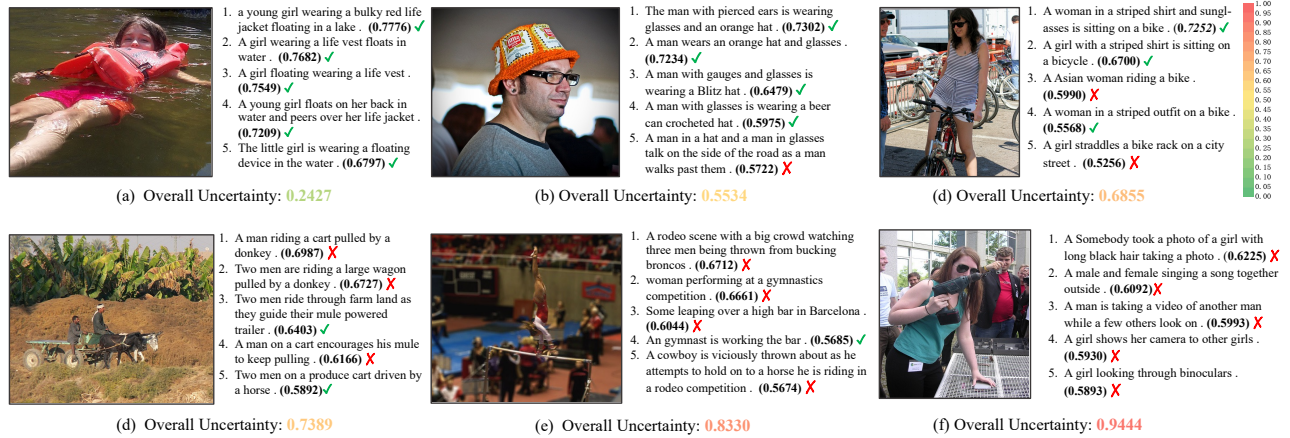 1. a young girl wearing a bulky red life
jacket floating in a lake . (0.7776) ✓
2. A girl wearing a life vest floats in
water . (0.7682) ✓
3. A girl floating wearing a life vest .
(0.7549) ✓
4. A young girl floats on her back in
water and peers over her life jacket .
(0.7209) ✓
5. The little girl is wearing a floating
device in the water . (0.6797) ✓
(a) Overall Uncertainty: 0.2427
1. The man with pierced ears is wearing
glasses and an orange hat . (0.7302) ✓
2. A man wears an orange hat and glasses .
(0.7234) ✓
3. A man with gauges and glasses is
wearing a Blitz hat . (0.6479) ✓
4. A man with glasses is wearing a beer
can crocheted hat . (0.5975) ✓
5. A man in a hat and a man in glasses
talk on the side of the road as a man
walks past them . (0.5722) ✗
(b) Overall Uncertainty: 0.5534
1. A woman in a striped shirt and sungl-
asses is sitting on a bike . (0.7252) ✓
2. A girl with a striped shirt is sitting on
a bicycle . (0.6700) ✓
3. A Asian woman riding a bike .
(0.5990) ✗
4. A woman in a striped outfit on a bike .
(0.5568) ✓
5. A girl straddles a bike rack on a city
street . (0.5256) ✗
(d) Overall Uncertainty: 0.6855
1.00
0.95
0.90
0.85
0.80
0.75
0.70
0.65
0.60
0.55
0.50
0.45
0.40
0.35
0.30
0.25
0.20
0.15
0.10
0.05
0.00
1. A man riding a cart pulled by a
donkey . (0.6987) ✗
2. Two men are riding a large wagon
pulled by a donkey . (0.6727) ✗
3. Two men ride through farm land as
they guide their mule powered
trailer . (0.6403) ✓
4. A man on a cart encourages his mule
to keep pulling . (0.6166) ✗
5. Two men on a produce cart driven by
a horse . (0.5892) ✓
(d) Overall Uncertainty: 0.7389
1. A rodeo scene with a big crowd watching
three men being thrown from bucking
broncos . (0.6712) ✗
2. woman performing at a gymnastics
competition . (0.6661) ✗
3. Some leaping over a high bar in Barcelona .
(0.6044) ✗
4. An gymnast is working the bar . (0.5685) ✓
5. A cowboy is viciously thrown about as he
attempts to hold on to a horse he is riding in
a rodeo competition . (0.5674) ✗
(e) Overall Uncertainty: 0.8330
1. A Somebody took a photo of a girl with
long black hair taking a photo . (0.6225) ✗
2. A male and female singing a song together
outside . (0.6092) ✗
3. A man is taking a video of another man
while a few others look on . (0.5993) ✗
4. A girl shows her camera to other girls .
(0.5930) ✗
5. A girl looking through binoculars .
(0.5893) ✗
(f) Overall Uncertainty: 0.9444